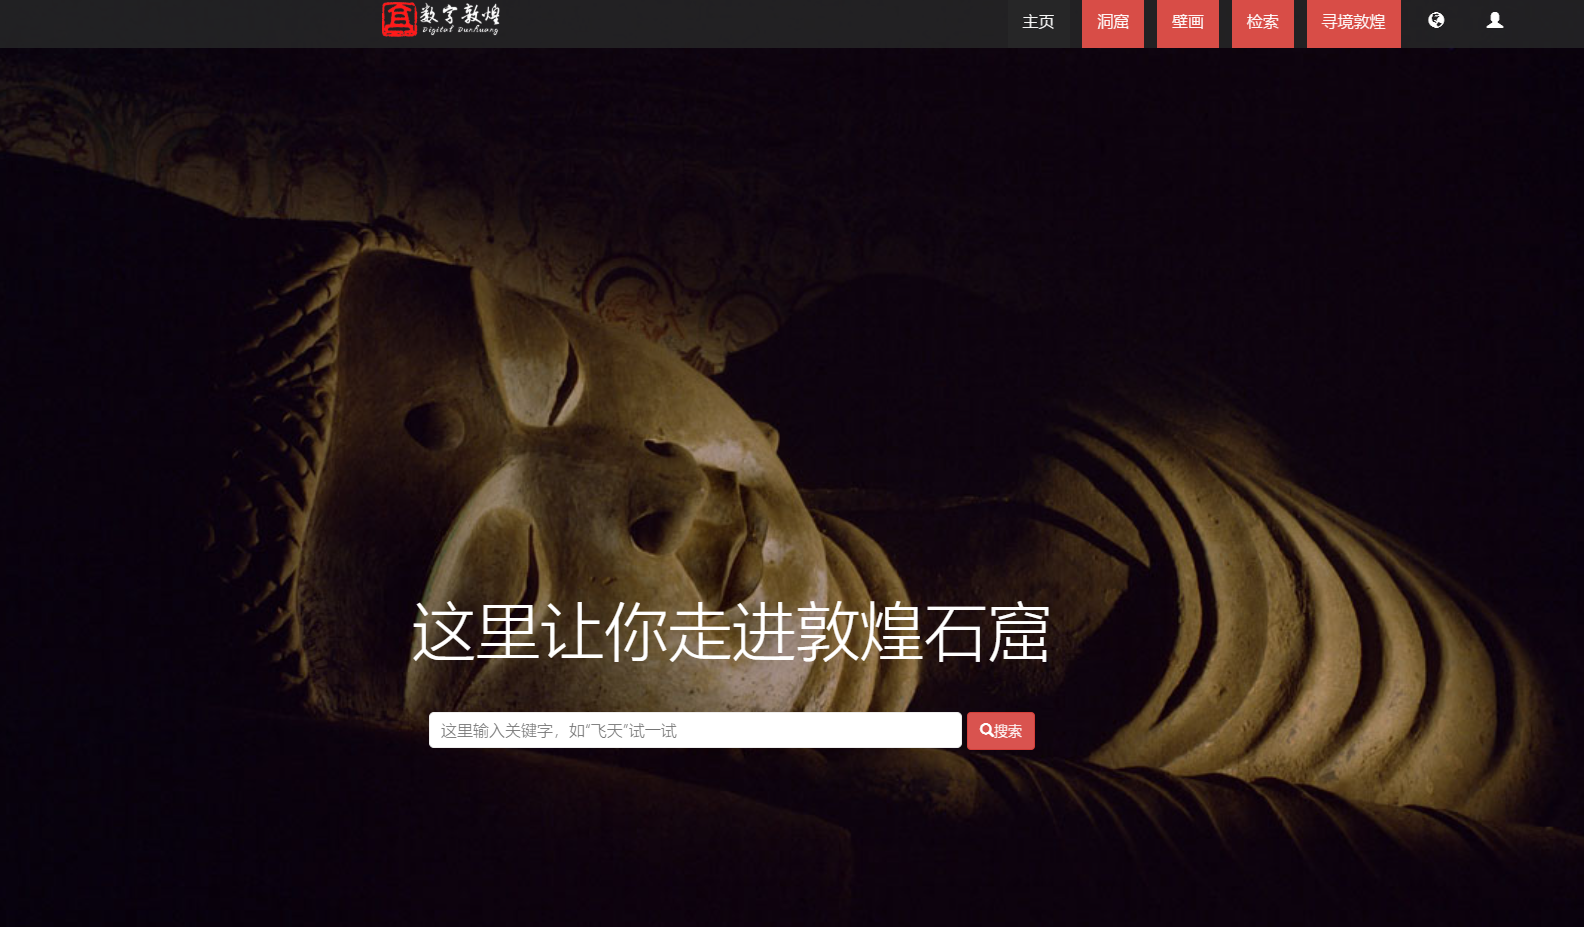 数字敦煌
Digital Dunhuang
主页
洞窟
壁画
检索
寻境敦煌
这里让你走进敦煌石窟
这里输入关键字，如“飞天”试一试
搜索